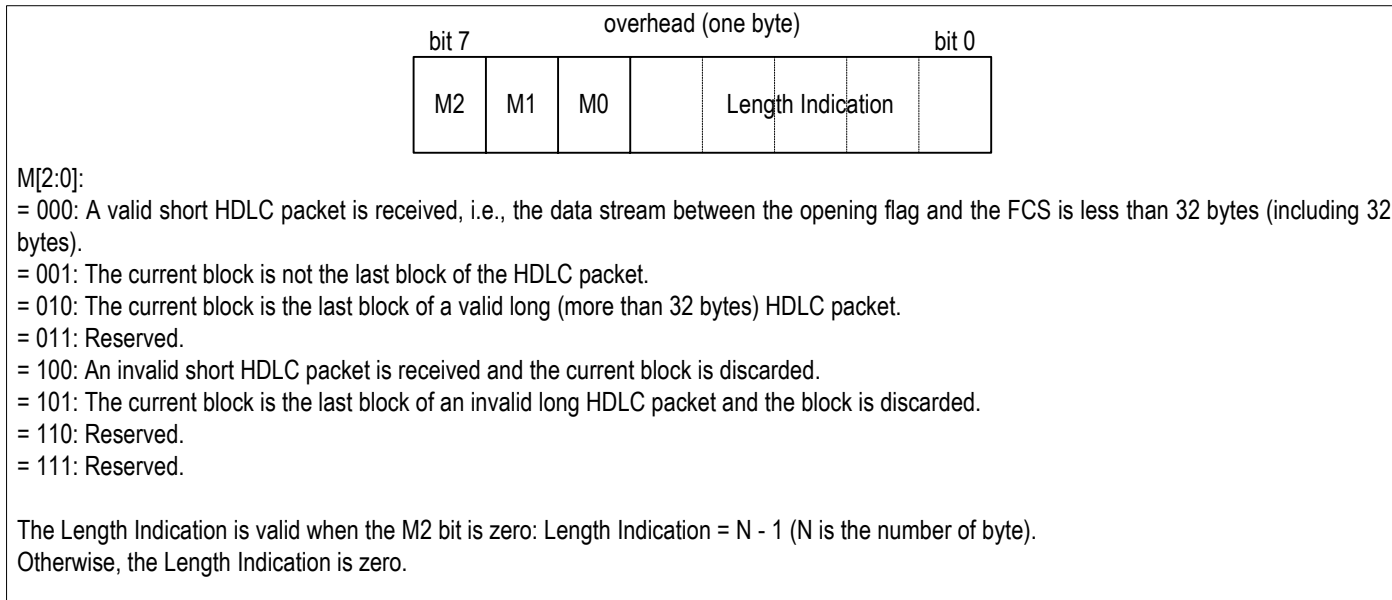 overhead (one byte)
bit 7 bit 0
M2 M1 M0 Length Indication
M[2:0]:
= 000: A valid short HDLC packet is received, i.e., the data stream between the opening flag and the FCS is less than 32 bytes (including 32
bytes).
= 001: The current block is not the last block of the HDLC packet.
= 010: The current block is the last block of a valid long (more than 32 bytes) HDLC packet.
= 011: Reserved.
= 100: An invalid short HDLC packet is received and the current block is discarded.
= 101: The current block is the last block of an invalid long HDLC packet and the block is discarded.
= 110: Reserved.
= 111: Reserved.
The Length Indication is valid when the M2 bit is zero: Length Indication = N - 1 (N is the number of byte).
Otherwise, the Length Indication is zero.